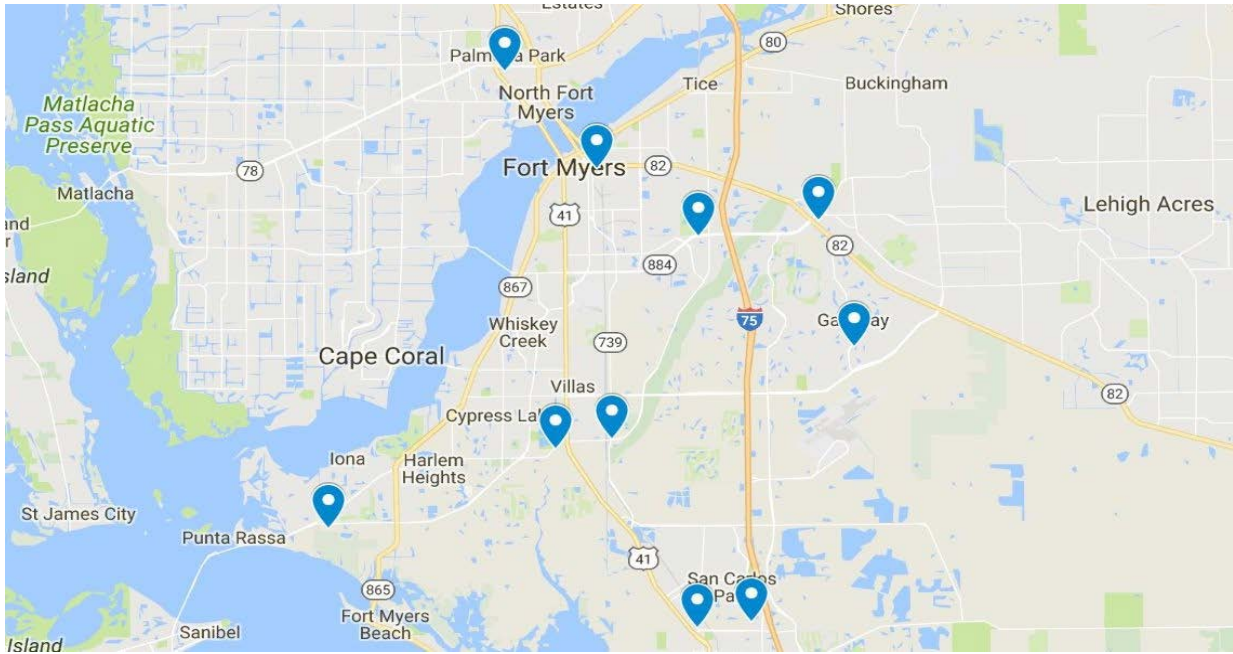 Estates
Shores
80
Park
Tice
Buckingham
North Fort
Myers
Matlacha
Pass Aquatic
Preserve
Fort Myers
82
78
Matlacha
Lehigh Acres
41
82
884
Island
867
75
Whiskey
Creek
739
Cape Coral
Villas
82
Cypress
Iona
Harlem
Heights
St James City
Punta Rassa
41
San Carlos
865
Fort Myers
Beach
Sanibel
Island